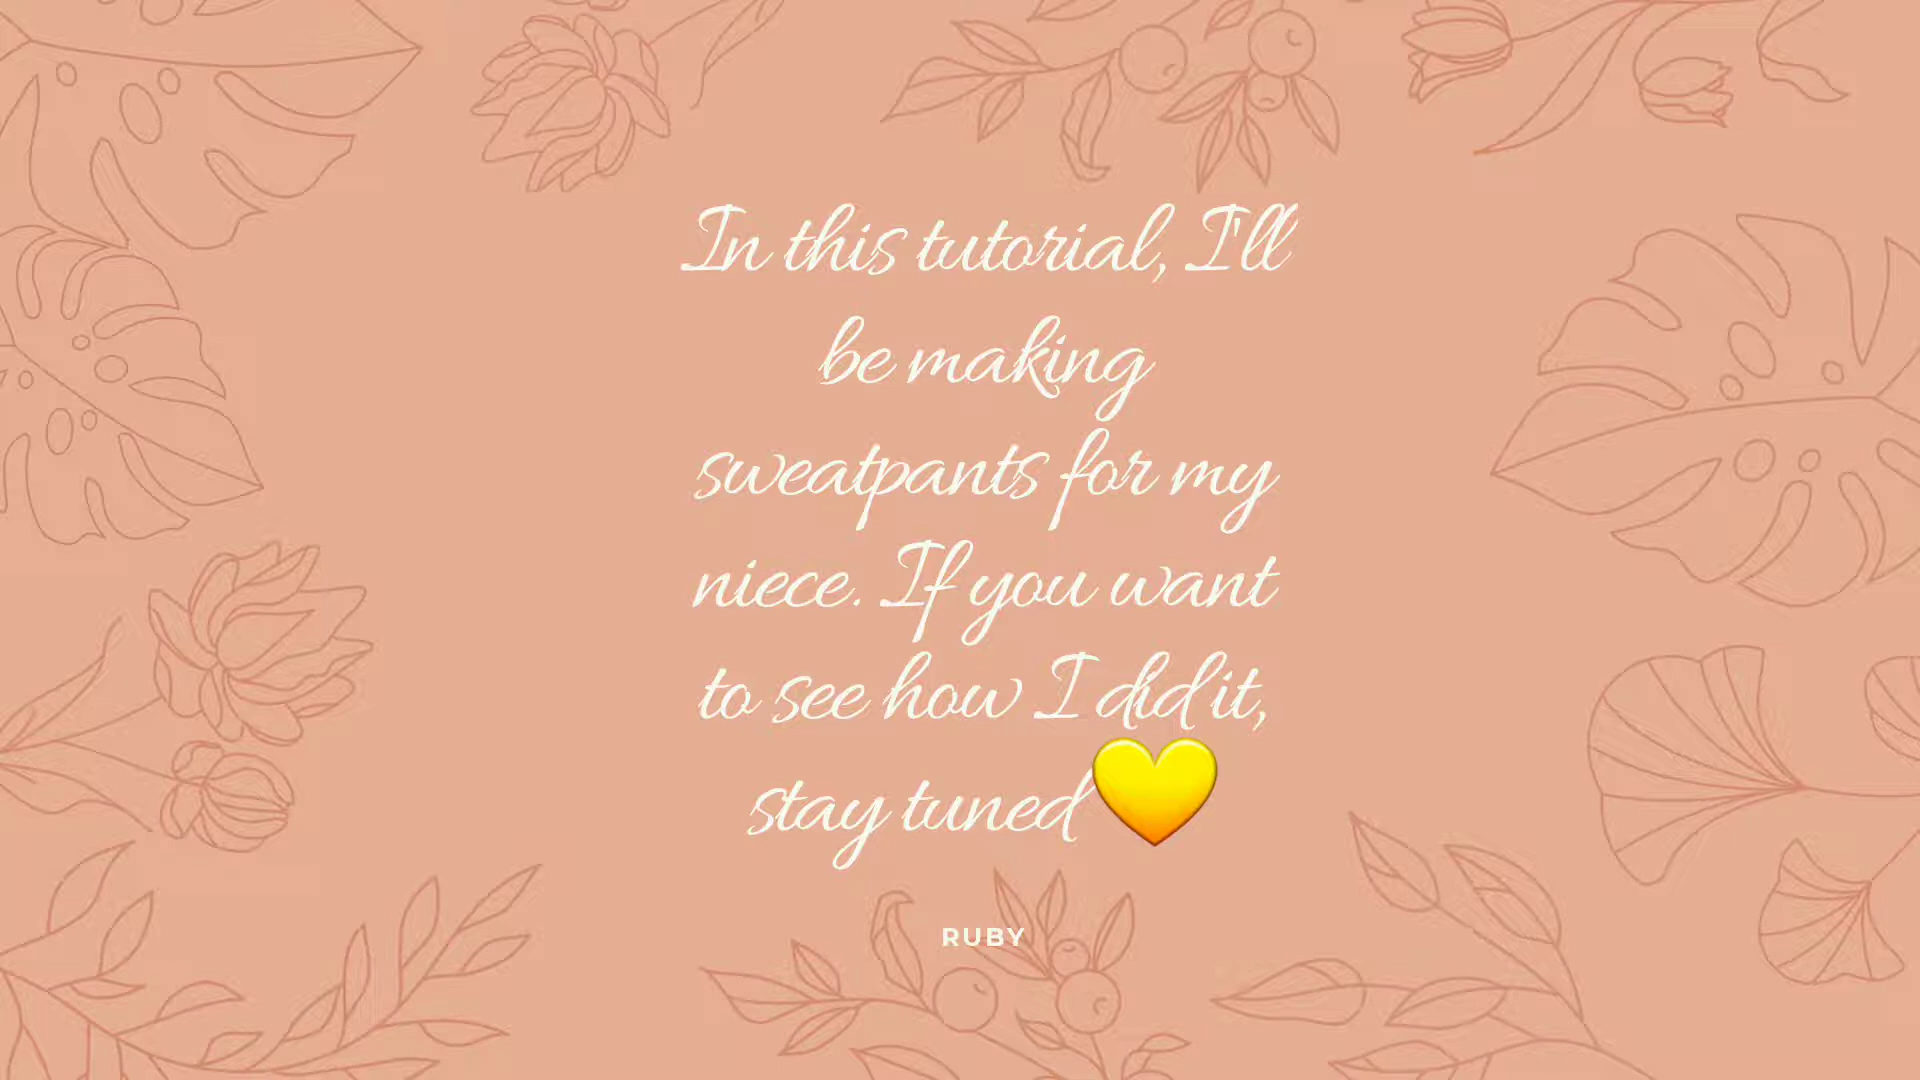 In this tutorial, I'll
be making
sweatpants for my
niece. If you want
to see how I did it,
stay tuned💛
RUBY